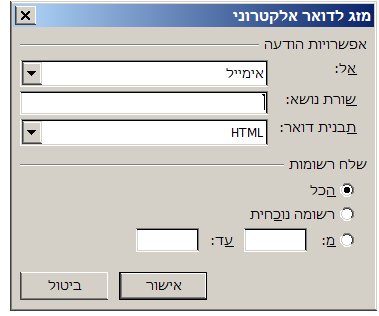 מזג לדואר אלקטרוני
אפשרויות הודעה
אל: אימייל
שורת נושא:
תבנית דואר: HTML
שלח רשומות
הכל
רשומה נוכחית
מ: עד:
אישור ביטול